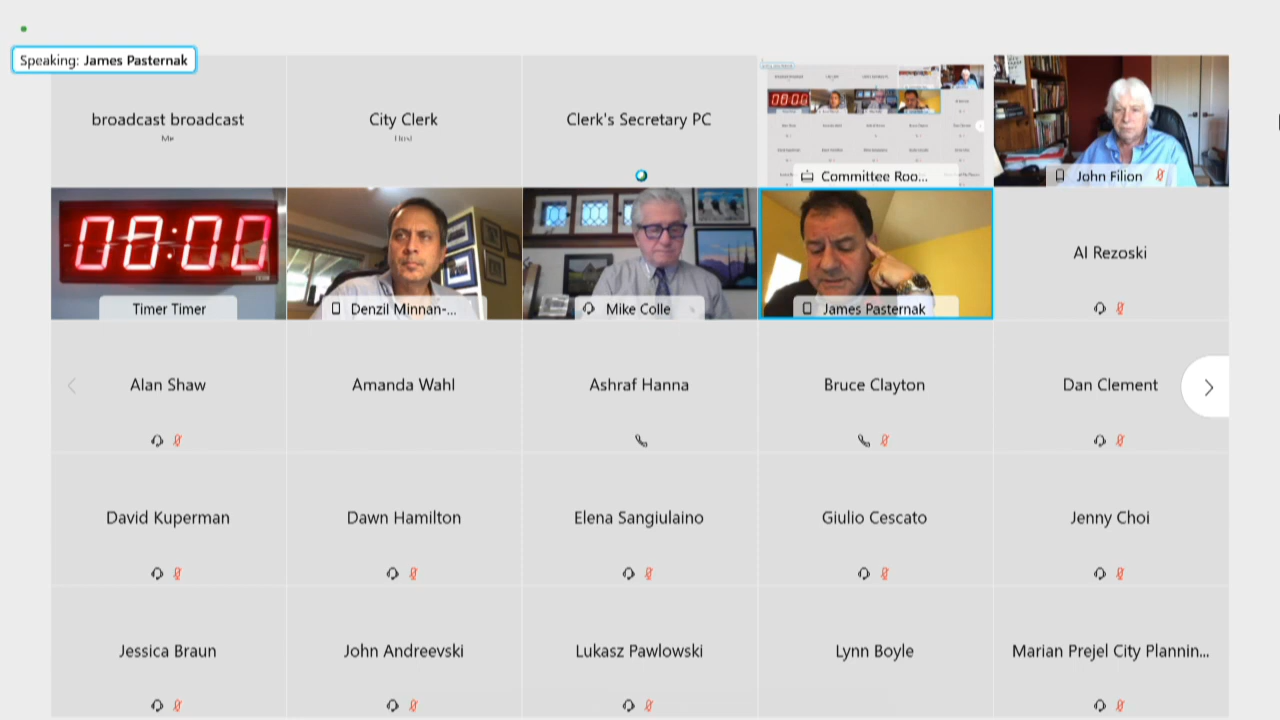 Speaking: James Pasternak
broadcast broadcast
Me
City Clerk
Host
Clerk's Secretary PC
Committee Roo...
John Filion
08:00
Timer Timer
Denzil Minnan-...
Mike Colle
James Pasternak
Al Rezoski
Alan Shaw
Amanda Wahl
Ashraf Hanna
Bruce Clayton
Dan Clement
David Kuperman
Dawn Hamilton
Elena Sangiulaino
Giulio Cescato
Jenny Choi
Jessica Braun
John Andreevski
Lukasz Pawlowski
Lynn Boyle
Marian Prejel City Plannin...